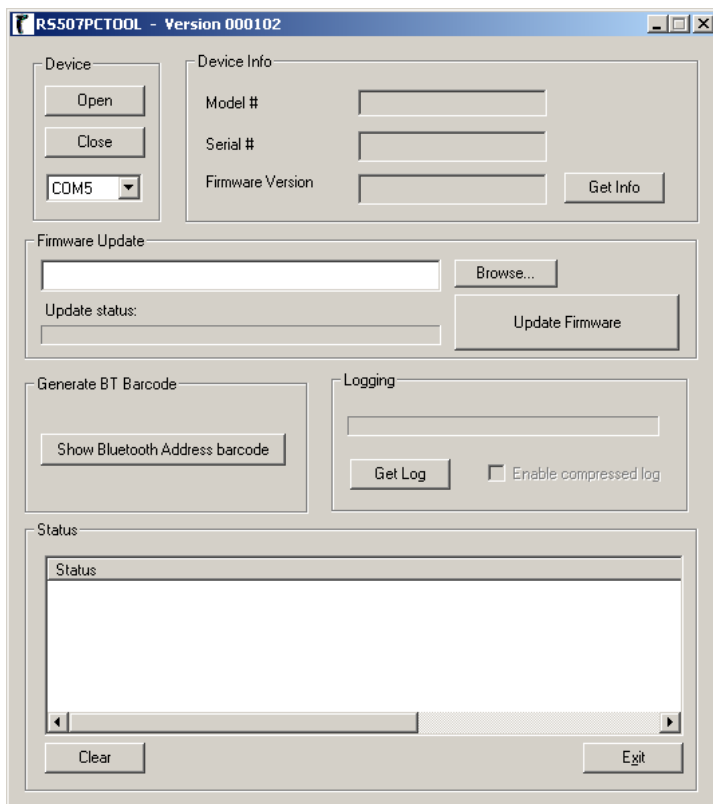 RS507PCTOOL - Version 000102
Device
Open
Close
COM5
Device Info
Model #
Serial #
Firmware Version
Get Info
Firmware Update
Browse...
Update status:
Update Firmware
Generate BT Barcode
Show Bluetooth Address barcode
Logging
Get Log
Enable compressed log
Status
Status
Clear
Exit